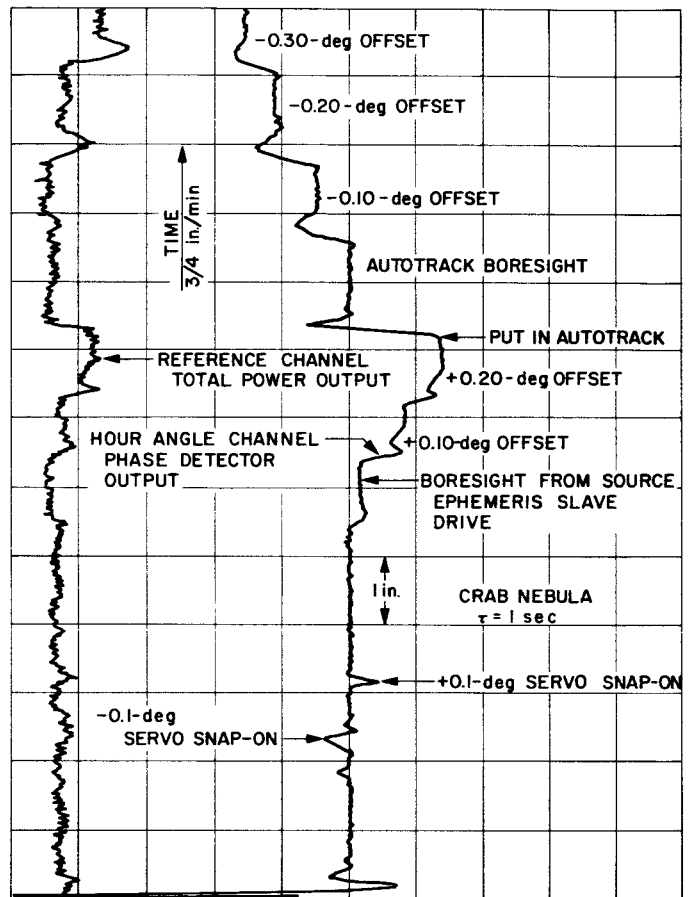 −0.30-deg OFFSET
−0.20-deg OFFSET
−0.10-deg OFFSET
TIME
3/4 in./min
AUTOTRACK BORESIGHT
PUT IN AUTOTRACK
REFERENCE CHANNEL
TOTAL POWER OUTPUT
+0.20-deg OFFSET
HOUR ANGLE CHANNEL
PHASE DETECTOR
OUTPUT
+0.10-deg OFFSET
BORESIGHT FROM SOURCE
EPHEMERIS SLAVE
DRIVE
1 in.
CRAB NEBULA
τ = 1 sec
+0.1-deg SERVO SNAP-ON
−0.1-deg
SERVO SNAP-ON